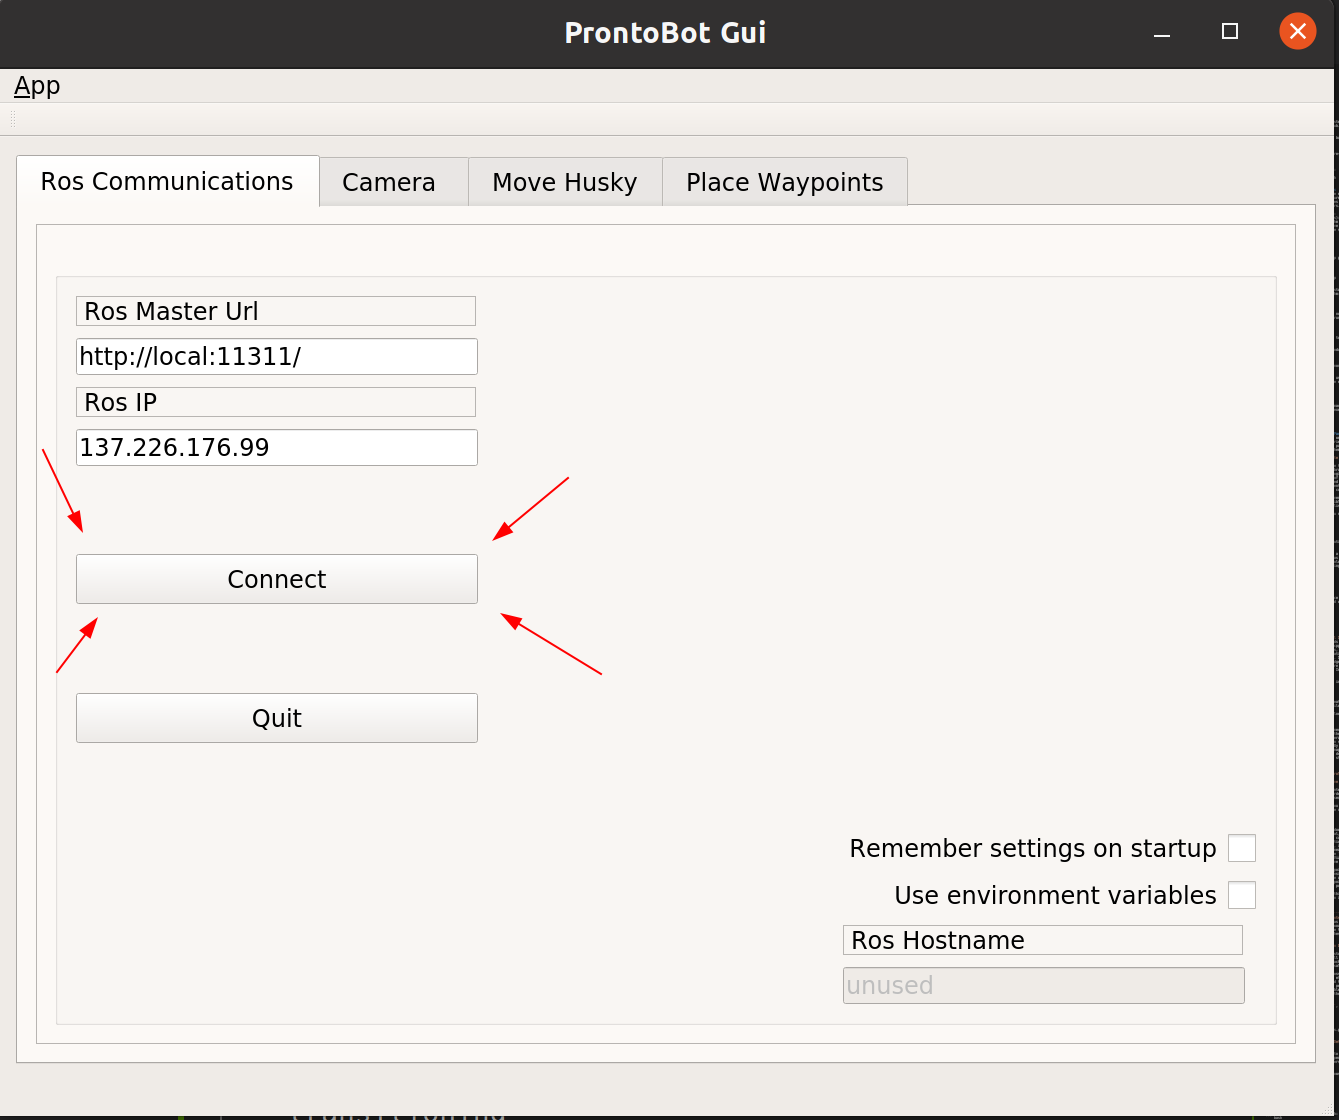 ProntoBot Gui
App
Ros Communications Camera Move Husky Place Waypoints
Ros Master Url
http://local:11311/
Ros IP
137.226.176.99
Connect
Quit
Remember settings on startup
Use environment variables
Ros Hostname
unused